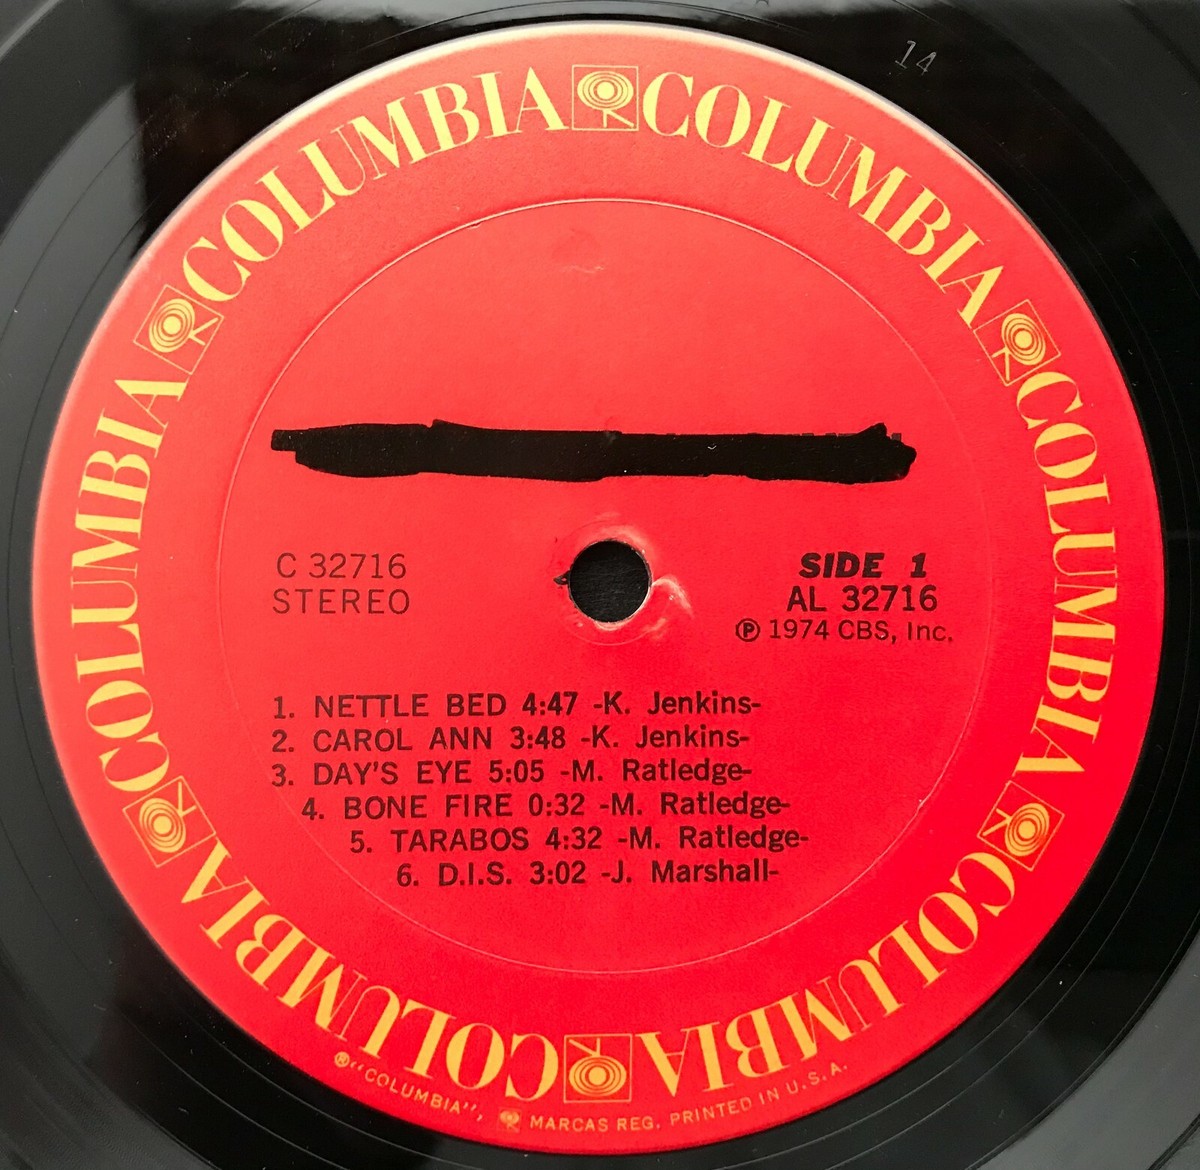 14
COLUMBIA COLUMBIA COLUMBIA COLUMBIA COLUMBIA COLUMBIA COLUMBIA COLUMBIA
C 32716
STEREO
SIDE 1
AL 32716
Ⓟ 1974 CBS, Inc.
1. NETTLE BED 4:47 -K. Jenkins-
2. CAROL ANN 3:48 -K. Jenkins-
3. DAY'S EYE 5:05 -M. Ratledge-
4. BONE FIRE 0:32 -M. Ratledge-
5. TARABOS 4:32 -M. Ratledge-
6. D.I.S. 3:02 -J. Marshall-
®"COLUMBIA", MARCAS REG. PRINTED IN U.S.A.